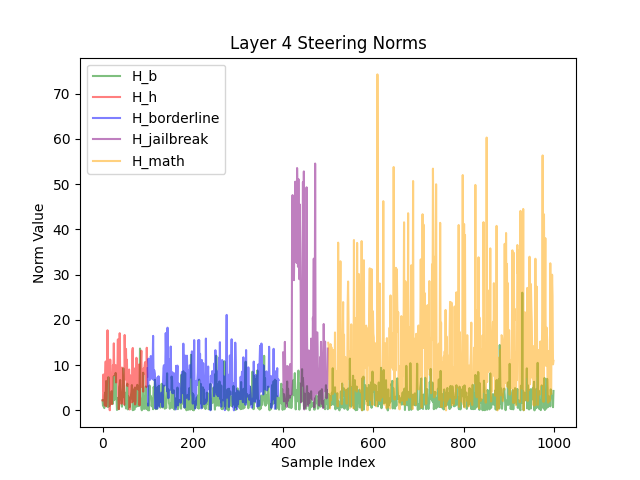 Layer 4 Steering Norms
H_b
H_h
H_borderline
H_jailbreak
H_math
Norm Value
70
60
50
40
30
20
10
0
0 200 400 600 800 1000
Sample Index